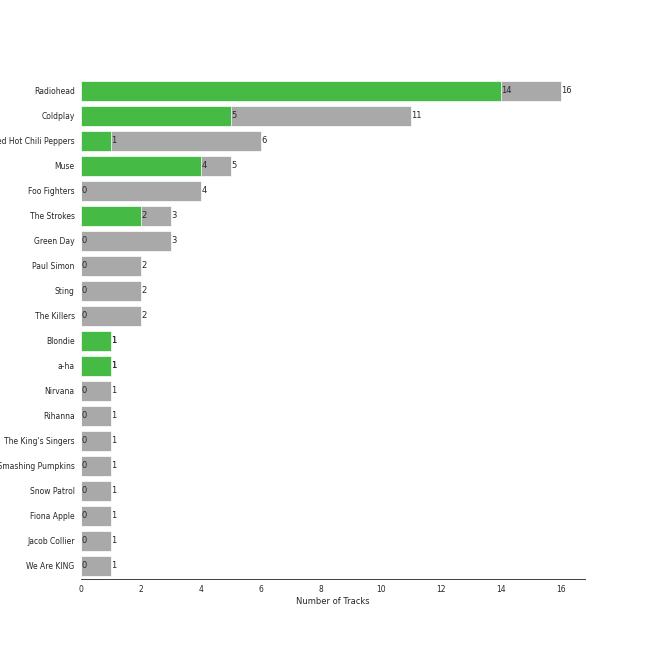 Radiohead 14 16
Coldplay 5 11
ed Hot Chili Peppers 1 6
Muse 4 5
Foo Fighters 0 4
The Strokes 2 3
Green Day 0 3
Paul Simon 0 2
Sting 0 2
The Killers 0 2
Blondie 1
a-ha 1
Nirvana 0 1
Rihanna 0 1
The King's Singers 0 1
Smashing Pumpkins 0 1
Snow Patrol 0 1
Fiona Apple 0 1
Jacob Collier 0 1
We Are KING 0 1
0 2 4 6 8 10 12 14 16
Number of Tracks